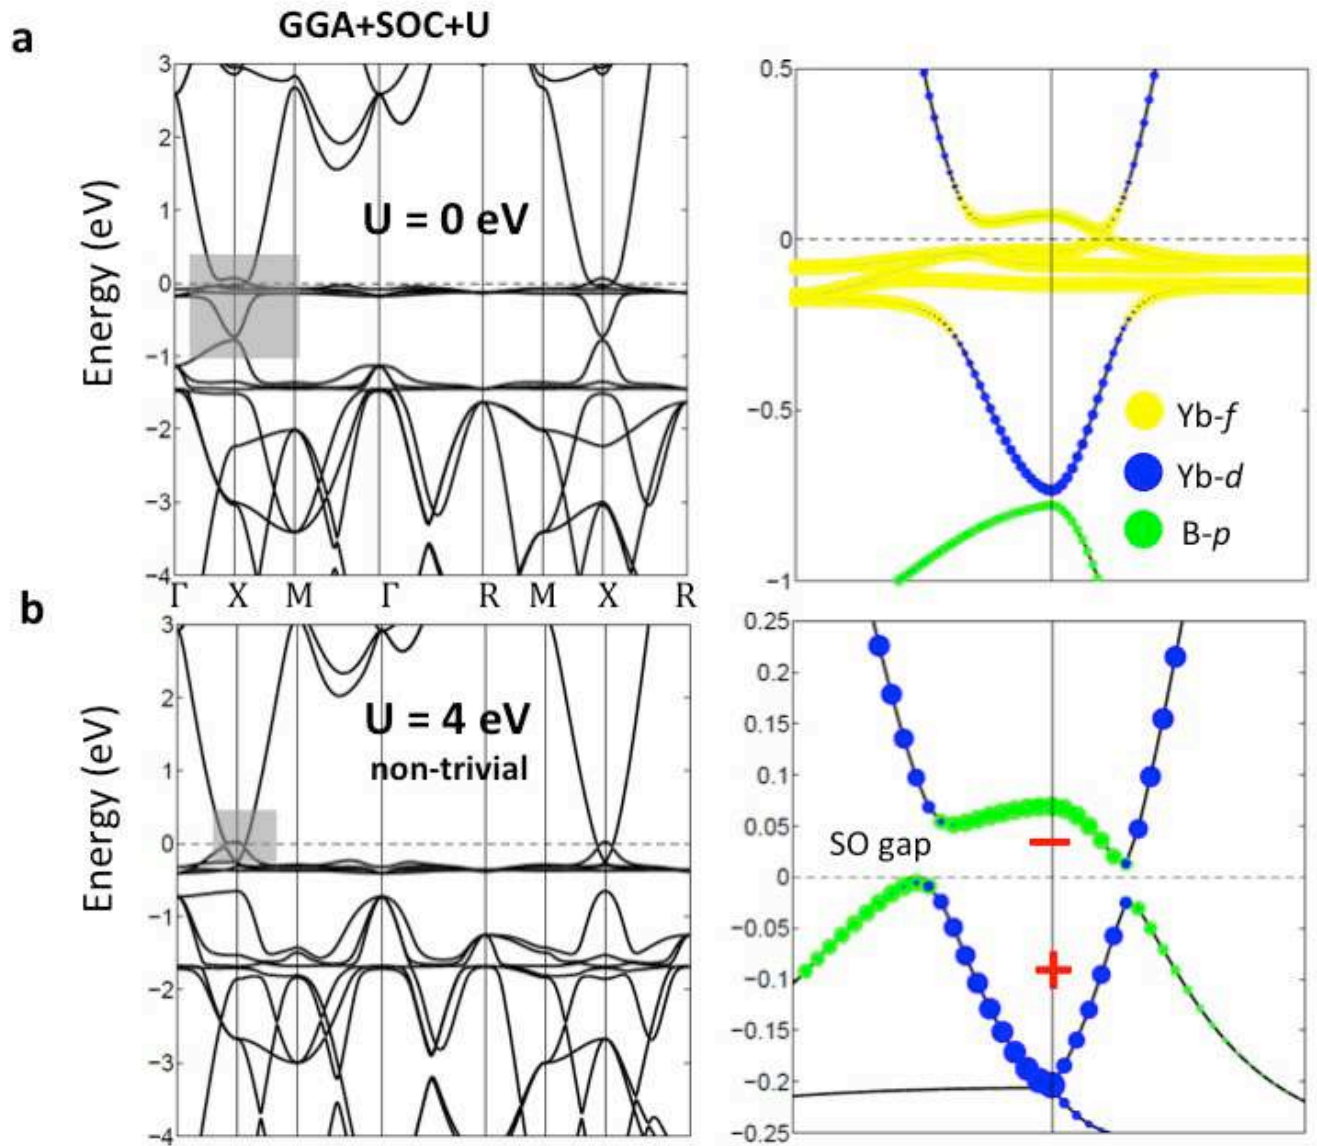 GGA+SOC+U
a
Energy (eV)
3
2
1
0
−1
−2
−3
−4
U = 0 eV
0.5
0
−0.5
−1
Yb-f
Yb-d
B-p
Γ X M Γ R M X R
b
Energy (eV)
3
2
1
0
−1
−2
−3
−4
U = 4 eV
non-trivial
0.25
0.2
0.15
0.1
0.05
0
−0.05
−0.1
−0.15
−0.2
−0.25
SO gap
−
+